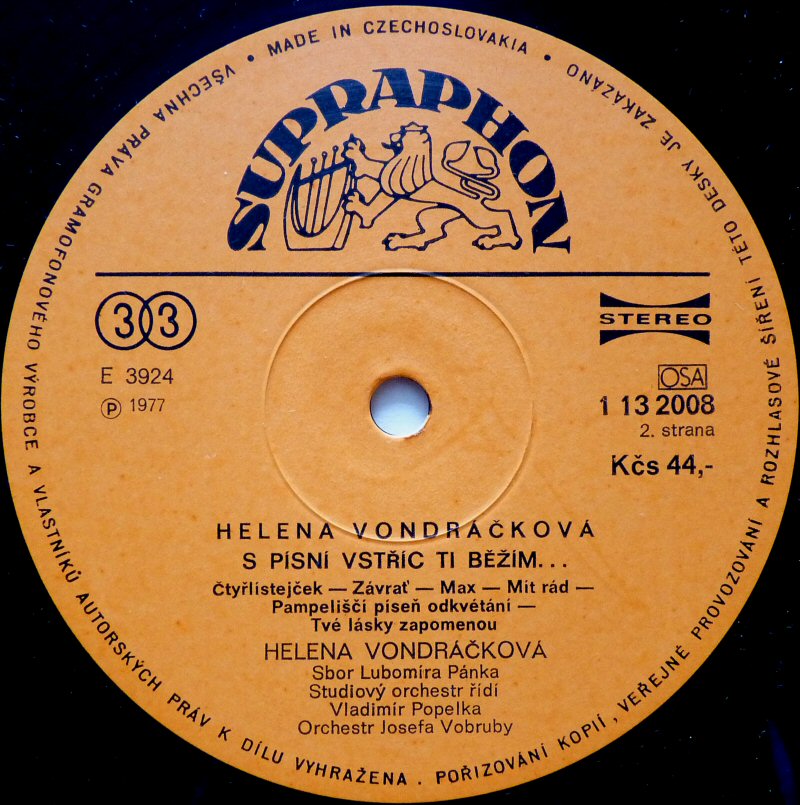 • MADE IN CZECHOSLOVAKIA •
SUPRAPHON
33
STEREO
E 3924
℗ 1977
OSA
1 13 2008
2. strana
Kčs 44,-
HELENA VONDRÁČKOVÁ
S PÍSNÍ VSTŘÍC TI BĚŽÍM...
Čtyřlístejček — Závrať — Max — Mít rád —
Pampeliščí píseň odkvétání —
Tvé lásky zapomenou
HELENA VONDRÁČKOVÁ
Sbor Lubomíra Pánka
Studiový orchestr řídí
Vladimír Popelka
Orchestr Josefa Vobruby
VŠECHNA PRÁVA GRAMOFONOVÉHO VÝROBCE A VLASTNÍKŮ AUTORSKÝCH PRÁV K DÍLU VYHRAŽENA . POŘIZOVÁNÍ KOPIÍ , VEŘEJNÉ PROVOZOVÁNÍ A ROZHLASOVÉ ŠÍŘENÍ TÉTO DESKY JE ZAKÁZÁNO